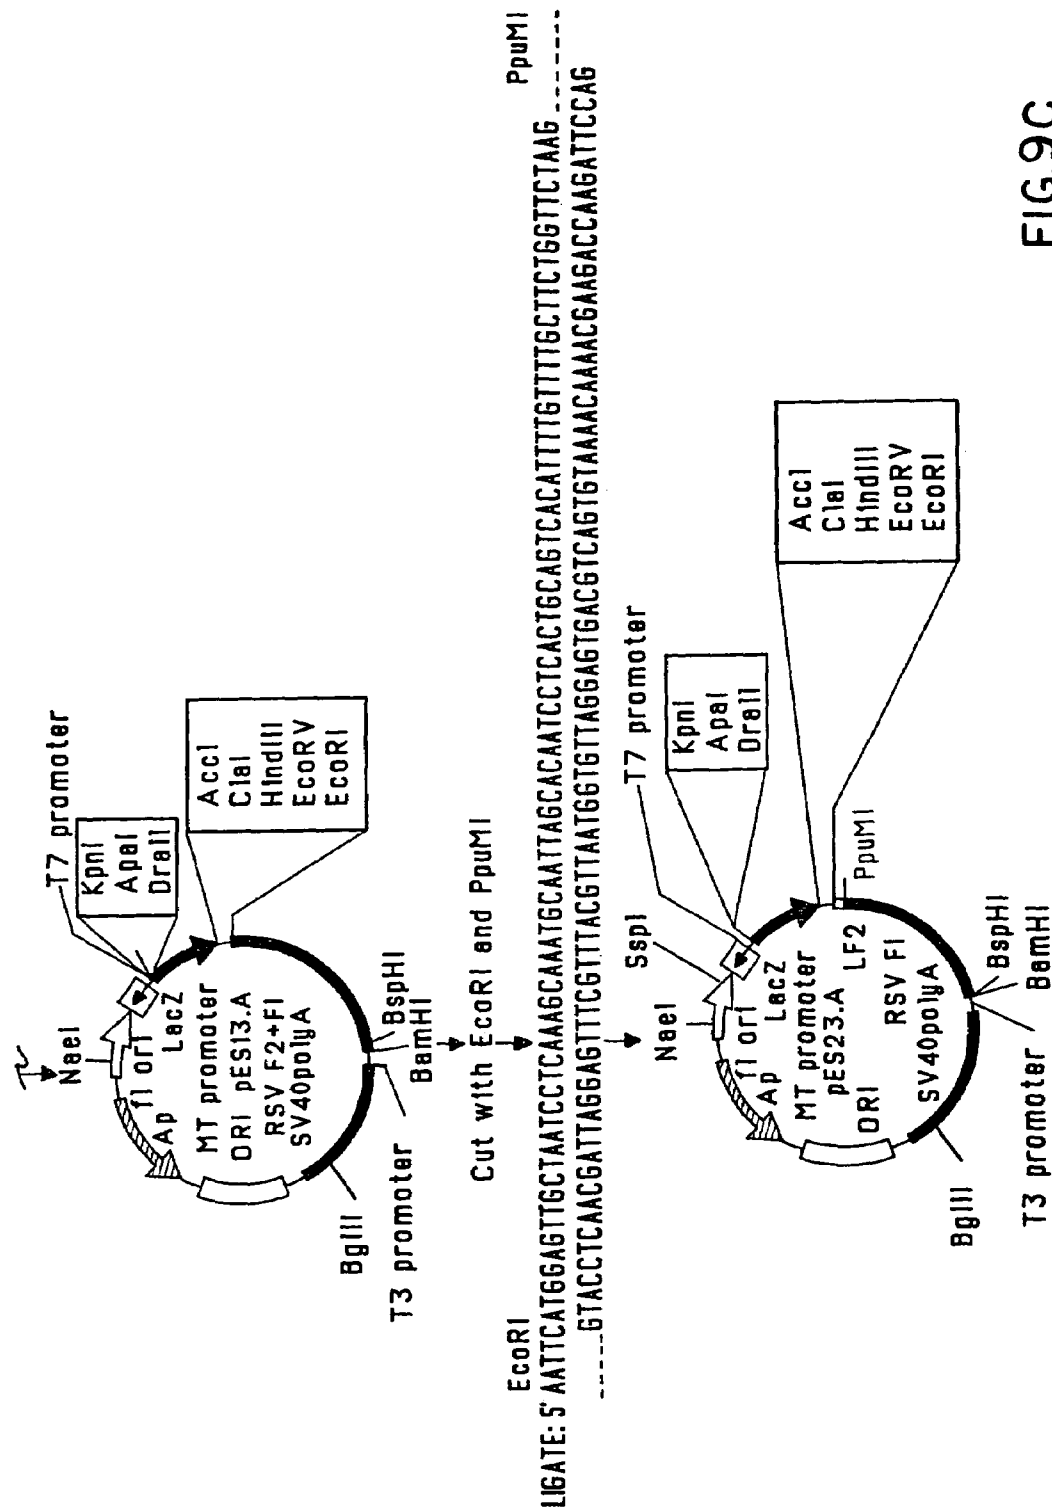 NaeI
T7 promoter
KpnI
ApaI
DraII
Ap
f1 ori
LacZ
MT promoter
ORI pES13.A
RSV F2+F1
SV40polyA
AccI
ClaI
HindIII
EcoRV
EcoRI
BspHI
BamHI
BglII
T3 promoter
Cut with EcoRI and PpuMI
EcoRI
PpuMI
LIGATE: 5' AATTCATGGAGTTGCTAATCCTCAAAGCAAATGCAATTAGCACAATCCTCACTGCAGTCACATTTGTTTTGCTTCTGGTTCTAAG
GTACCTCAACGATTAGGAGTTTCGTTTACGTTAATGGTGTTAGGAGTGACGTCAGTGTAAAACAAAACGAAGACCAAGATTCCAG
NaeI
SspI
T7 promoter
KpnI
ApaI
DraII
Ap
f1 ori
LacZ
MT promoter
pES23.A
LF2
ORI
RSV F1
SV40polyA
PpuMI
AccI
ClaI
HindIII
EcoRV
EcoRI
BspHI
BamHI
BglII
T3 promoter
FIG.9C